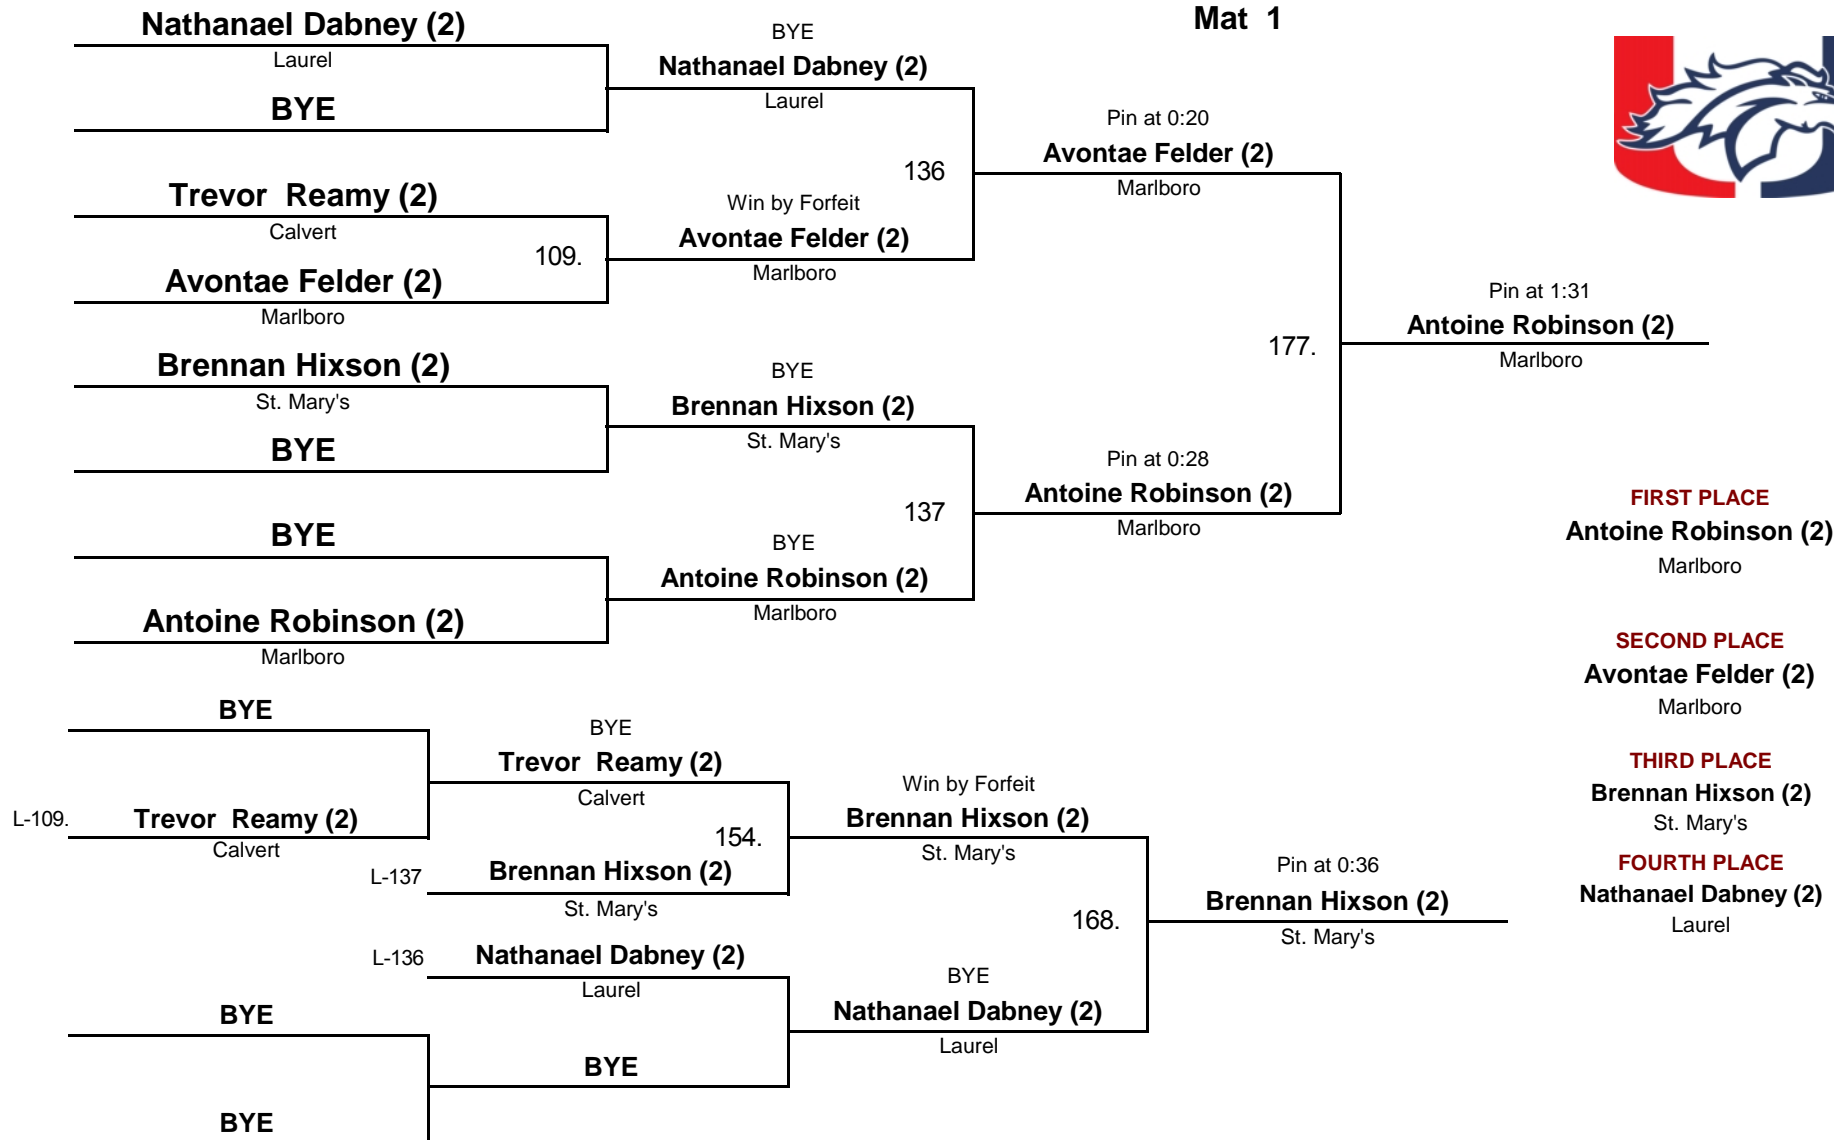 Mat 1
Nathanael Dabney (2)
Laurel
BYE
Trevor Reamy (2)
Calvert
109.
Avontae Felder (2)
Marlboro
Brennan Hixson (2)
St. Mary's
BYE
BYE
Antoine Robinson (2)
Marlboro
BYE
Nathanael Dabney (2)
Laurel
136
Win by Forfeit
Avontae Felder (2)
Marlboro
BYE
Brennan Hixson (2)
St. Mary's
137
BYE
Antoine Robinson (2)
Marlboro
Pin at 0:20
Avontae Felder (2)
Marlboro
177.
Pin at 0:28
Antoine Robinson (2)
Marlboro
Pin at 1:31
Antoine Robinson (2)
Marlboro
FIRST PLACE
Antoine Robinson (2)
Marlboro
SECOND PLACE
Avontae Felder (2)
Marlboro
THIRD PLACE
Brennan Hixson (2)
St. Mary's
FOURTH PLACE
Nathanael Dabney (2)
Laurel
BYE
L-109.
Trevor Reamy (2)
Calvert
BYE
BYE
BYE
Trevor Reamy (2)
Calvert
154.
L-137
Brennan Hixson (2)
St. Mary's
L-136
Nathanael Dabney (2)
Laurel
BYE
Win by Forfeit
Brennan Hixson (2)
St. Mary's
168.
BYE
Nathanael Dabney (2)
Laurel
Pin at 0:36
Brennan Hixson (2)
St. Mary's